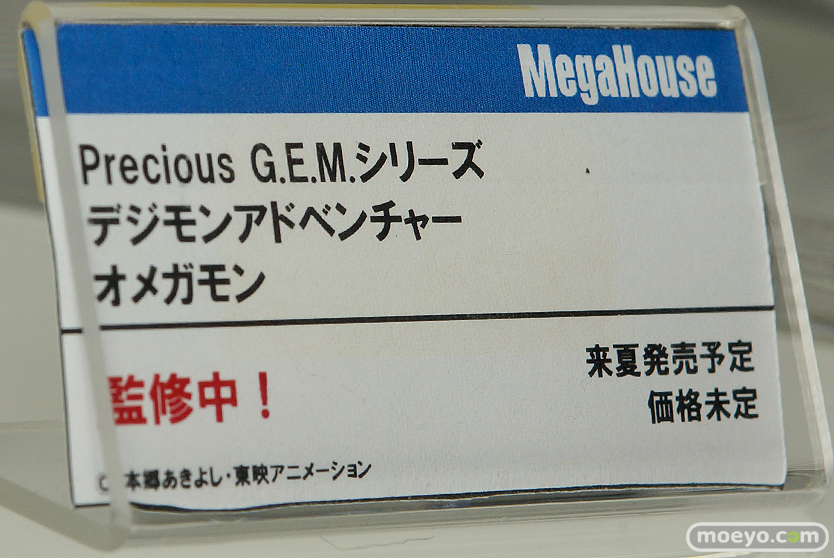 MegaHouse
Precious G.E.M.シリーズ
デジモンアドベンチャー
オメガモン
監修中！
来夏発売予定
価格未定
© 本郷あきよし・東映アニメーション
moeyo.com